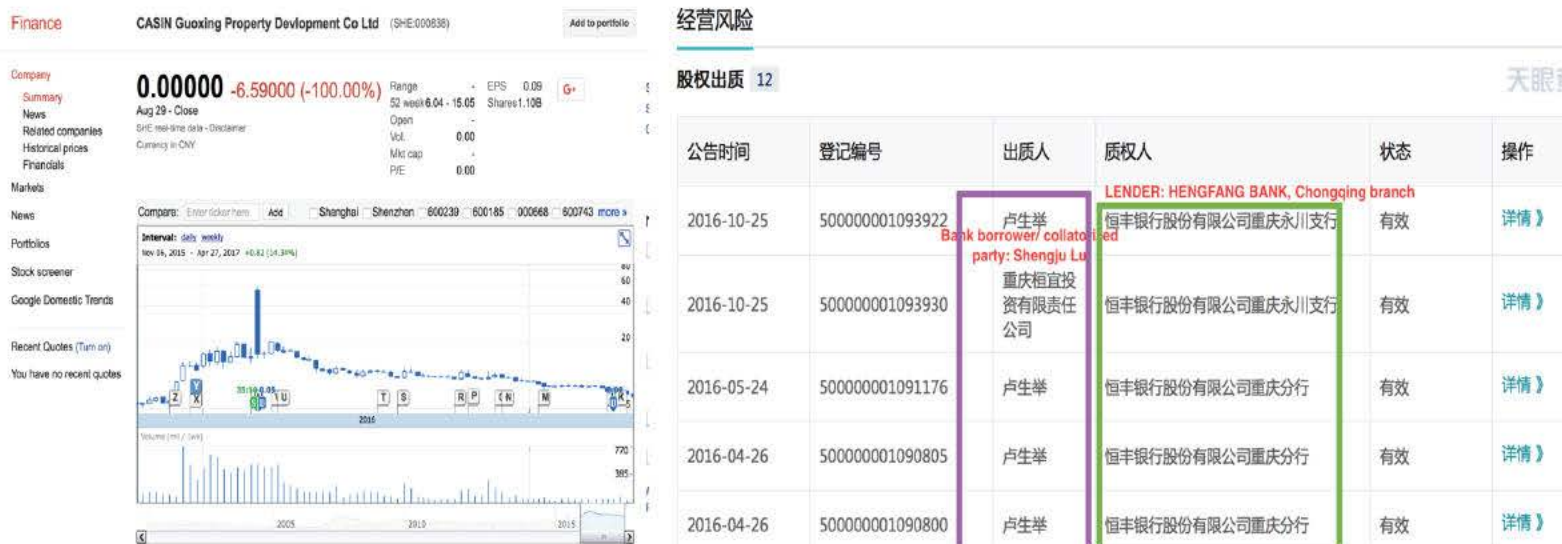 Finance
CASIN Guoxing Property Devlopment Co Ltd (SHE:000838)
Add to portfolio
Company
Summary
News
Related companies
Historical prices
Financials
Markets
News
Portfolios
Stock screener
Google Domestic Trends
Recent Quotes (Turn on)
You have no recent quotes
0.00000 -6.59000 (-100.00%)
Aug 29 - Close
SHE real-time data - Disclaimer
Currency in CNY
Range - EPS 0.09
52 week 6.04 - 15.05 Shares 1.10B
Open -
Vol. 0.00
Mkt cap -
P/E 0.00
G+
Compare: Enter ticker here Add Shanghai Shenzhen 600239 600185 000668 600743 more »
Interval: daily weekly
Nov 16, 2015 - Apr 27, 2017 +0.82 (14.34%)
60
40
20
Z Y X U T S R P N M K
5
2016
770
385
2005 2010 2015
经营风险
股权出质 12
天眼
公告时间 登记编号 出质人 质权人 状态 操作
LENDER: HENGFANG BANK, Chongqing branch
2016-10-25 500000001093922 卢生举 恒丰银行股份有限公司重庆永川支行 有效 详情 》
Bank borrower/ collatorised
party: Shengju Lu
2016-10-25 500000001093930 重庆桓宜投资有限责任公司 恒丰银行股份有限公司重庆永川支行 有效 详情 》
2016-05-24 500000001091176 卢生举 恒丰银行股份有限公司重庆分行 有效 详情 》
2016-04-26 500000001090805 卢生举 恒丰银行股份有限公司重庆分行 有效 详情 》
2016-04-26 500000001090800 卢生举 恒丰银行股份有限公司重庆分行 有效 详情 》